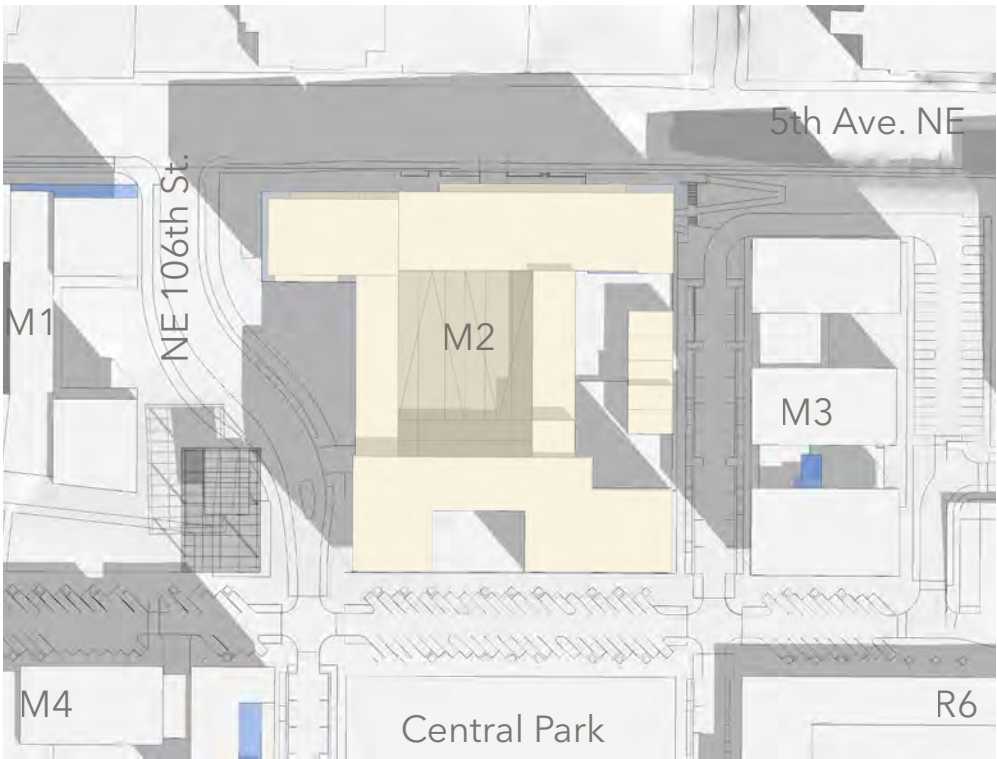 5th Ave. NE
NE 106th St.
M1
M2
M3
M4
Central Park
R6